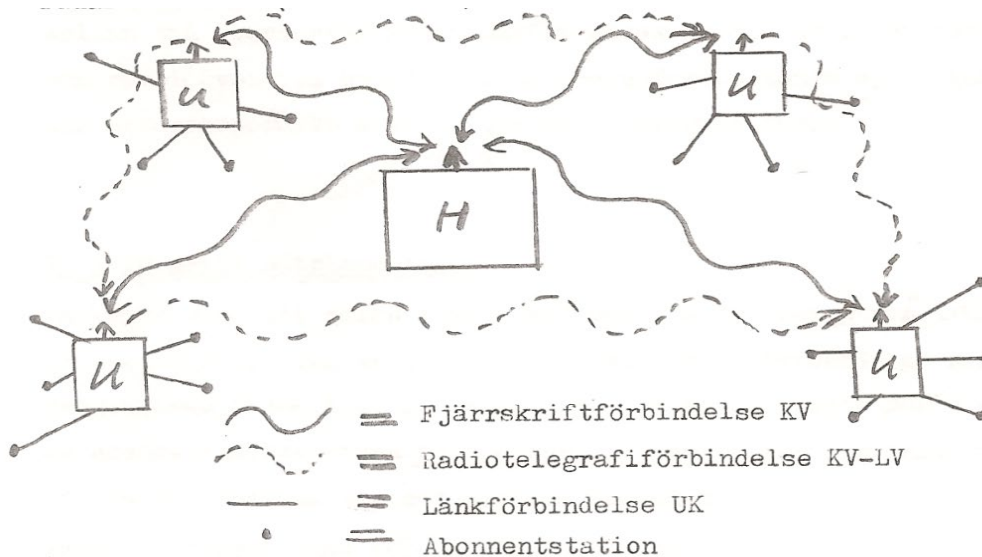 U
U
H
U
U
= Fjärrskriftförbindelse KV
= Radiotelegrafiförbindelse KV-LV
= Länkförbindelse UK
= Abonnentstation